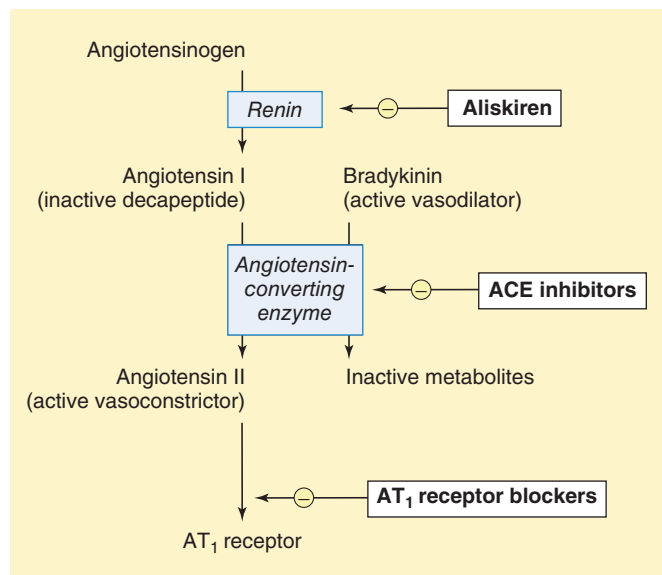 Angiotensinogen
Renin
−
Aliskiren
Angiotensin I
(inactive decapeptide)
Bradykinin
(active vasodilator)
Angiotensin-
converting
enzyme
−
ACE inhibitors
Angiotensin II
(active vasoconstrictor)
Inactive metabolites
−
AT₁ receptor blockers
AT₁ receptor